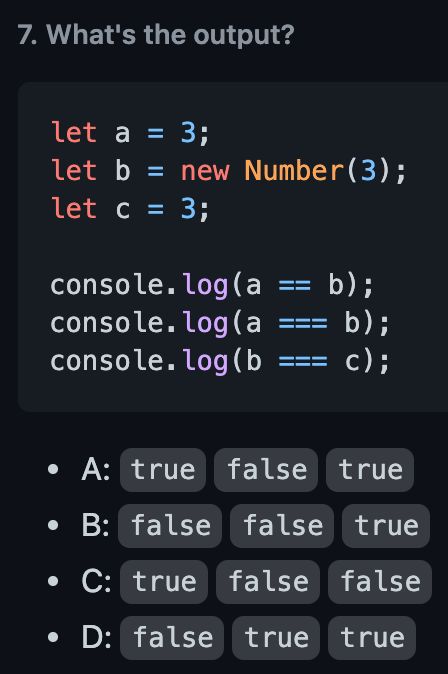 7. What's the output?
let a = 3;
let b = new Number(3);
let c = 3;
console.log(a == b);
console.log(a === b);
console.log(b === c);
• A: true false true
• B: false false true
• C: true false false
• D: false true true